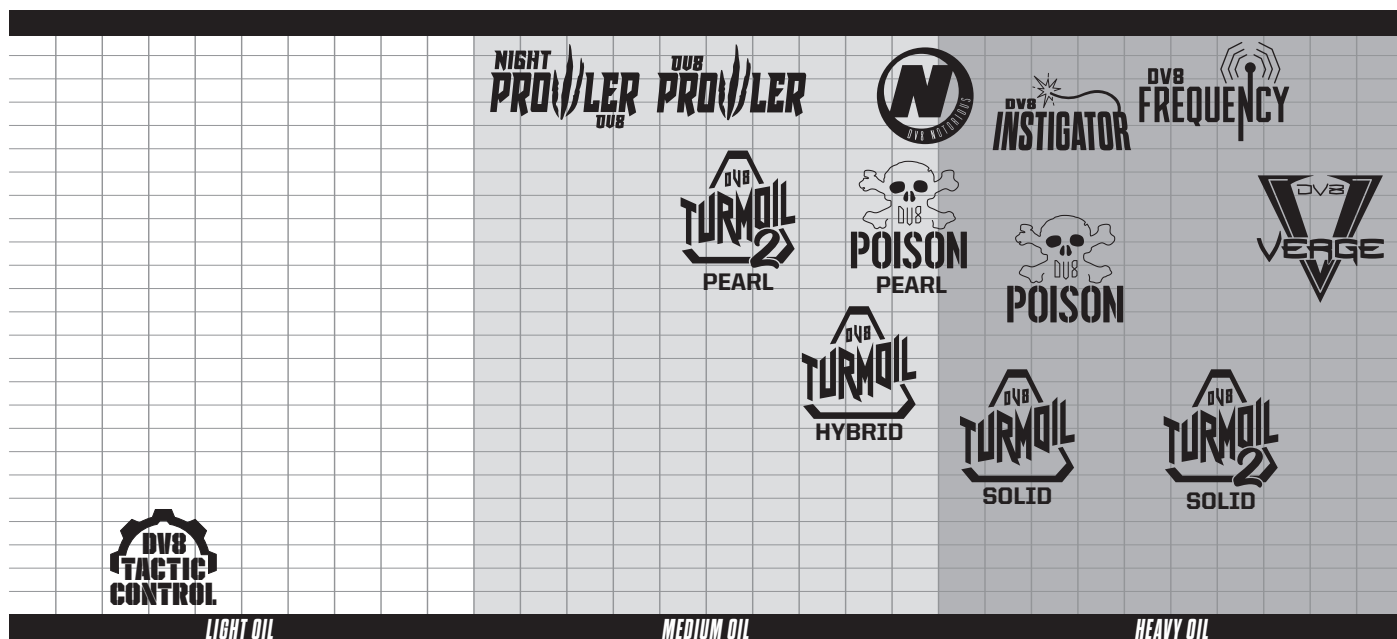 NIGHT
PROWLER
DV8
DV8
PROWLER
N
DV8 NOTORIOUS
DV8
INSTIGATOR
DV8
FREQUENCY
DV8
TURMOIL
2
PEARL
DV8
POISON
PEARL
DV8
POISON
DV8
VERGE
DV8
TURMOIL
HYBRID
DV8
TURMOIL
SOLID
DV8
TURMOIL
2
SOLID
DV8
TACTIC
CONTROL
LIGHT OIL
MEDIUM OIL
HEAVY OIL